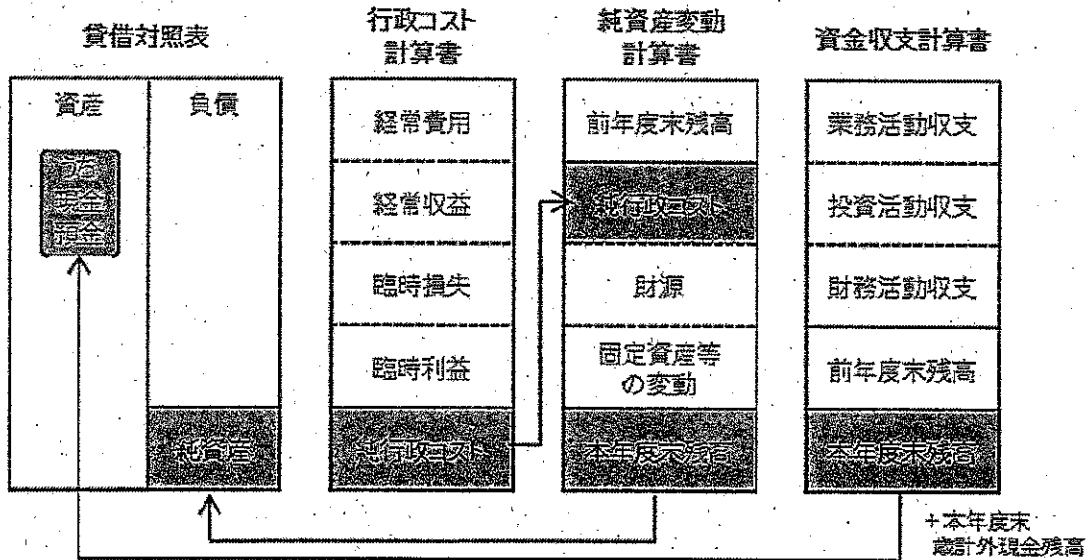 貸借対照表
資産
負債
うち
現金
預金
純資産
行政コスト
計算書
経常費用
経常収益
臨時損失
臨時利益
純行政コスト
純資産変動
計算書
前年度末残高
純行政コスト
財源
固定資産等
の変動
本年度末残高
資金収支計算書
業務活動収支
投資活動収支
財務活動収支
前年度末残高
本年度末残高
+本年度末
歳計外現金残高